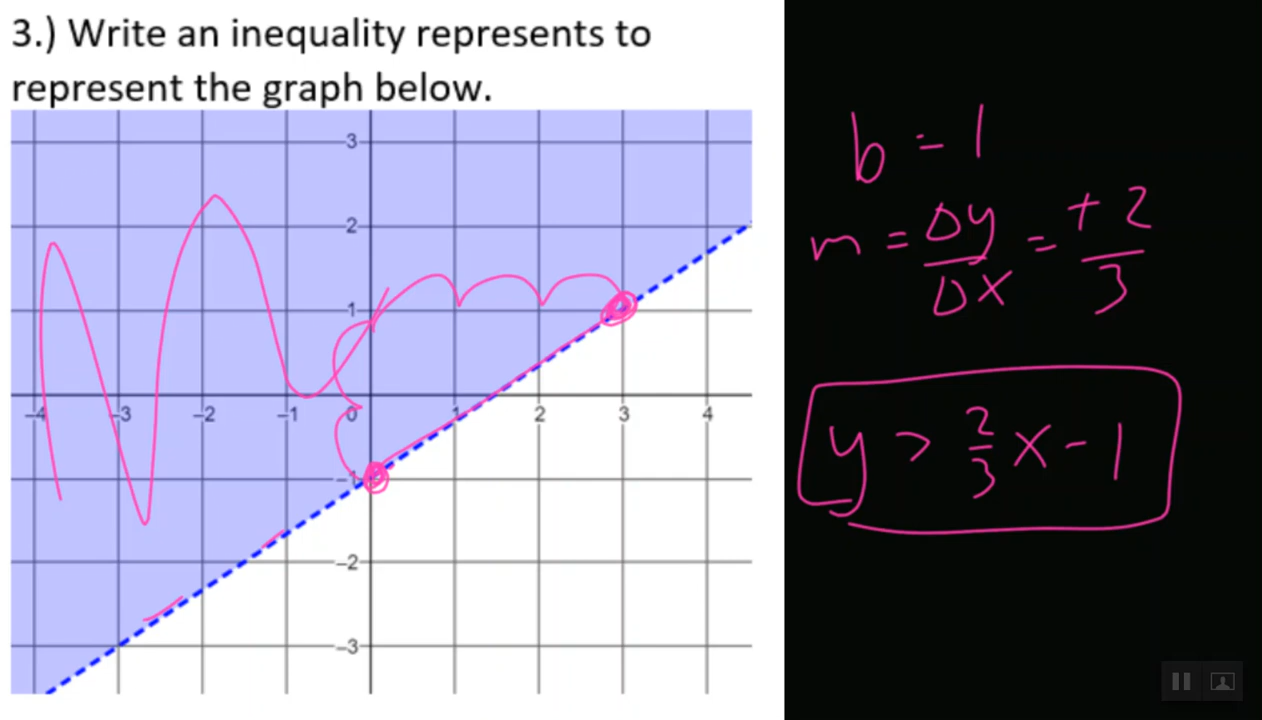 3.) Write an inequality represents to
represent the graph below.
3
2
1
-4 -3 -2 -1 0 1 2 3 4
-1
-2
-3
b = 1
m = Δy/Δx = +2/3
y > 2/3 x - 1